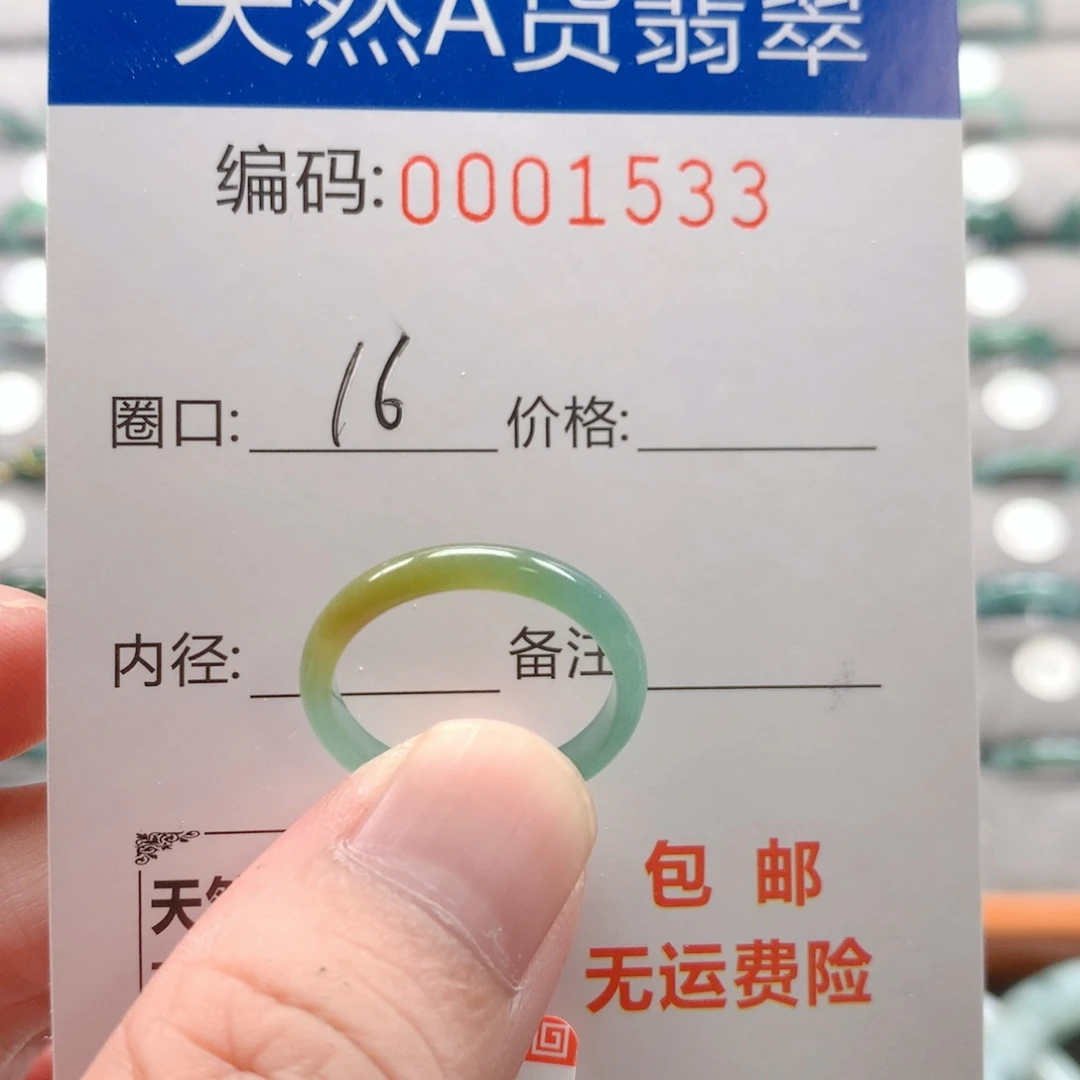 天然A货翡翠
编码:0001533
圈口: 16 价格:
内径: 备注
包 邮
无运费险